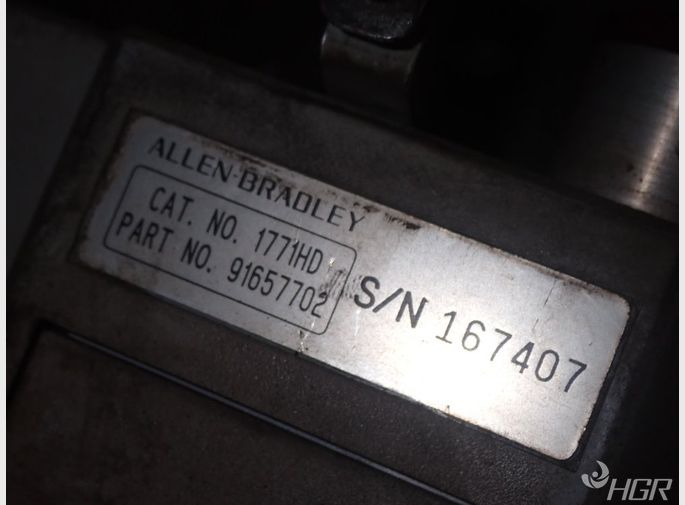 ALLEN-BRADLEY
CAT. NO. 1771HD
PART NO. 91657702
S/N 167407
HGR